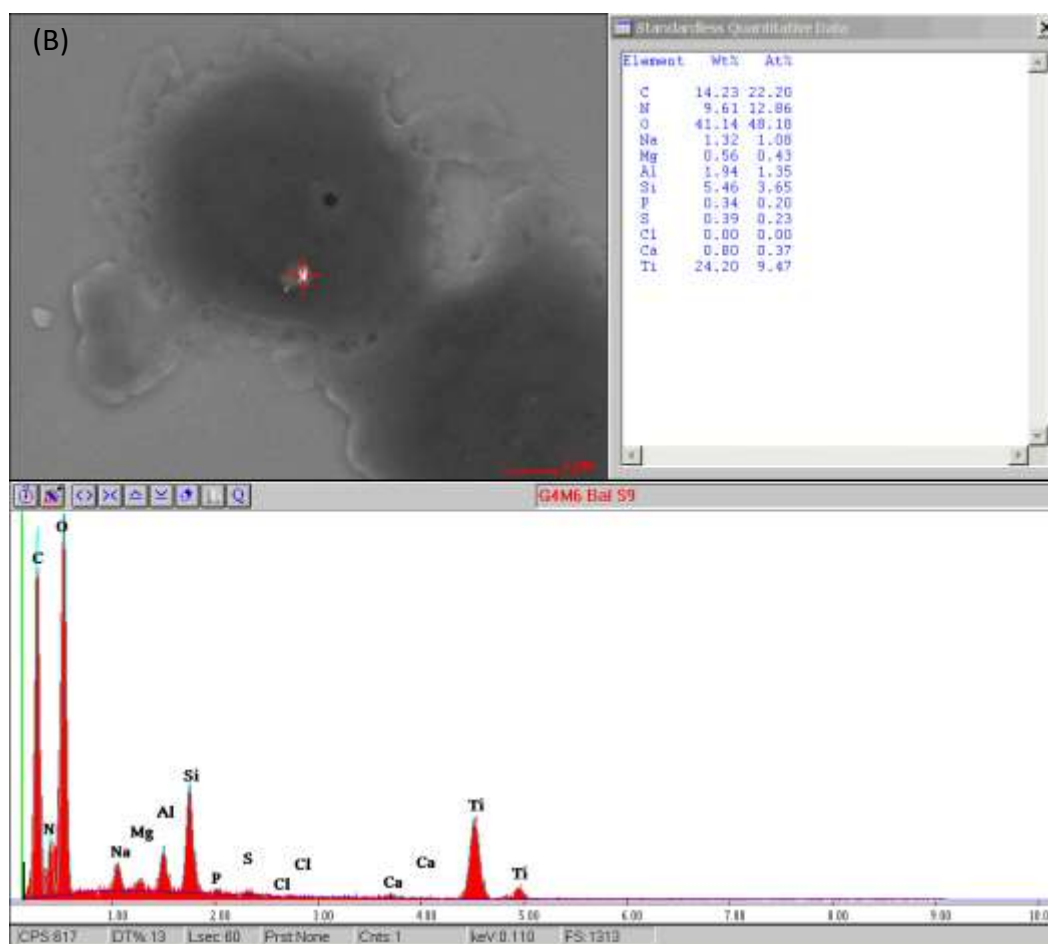 (B)
Standardless Quantitative Data
Element Wt% At%
C 14.23 22.20
N 9.61 12.86
O 41.14 48.18
Na 1.32 1.08
Mg 0.56 0.43
Al 1.94 1.35
Si 5.46 3.65
P 0.34 0.20
S 0.39 0.23
Cl 0.00 0.00
Ca 0.80 0.37
Ti 24.20 9.47
Q
G4M6 Bal S9
C
O
N
Na
Mg
Al
Si
P
S
Cl
Cl
Ca
Ca
Ti
Ti
1.00 2.00 3.00 4.00 5.00 6.00 7.00 8.00 9.00 10.0
CPS:817 DT%:13 Lsec:60 Prst:None Cnts:1 keV:0.110 FS:1313